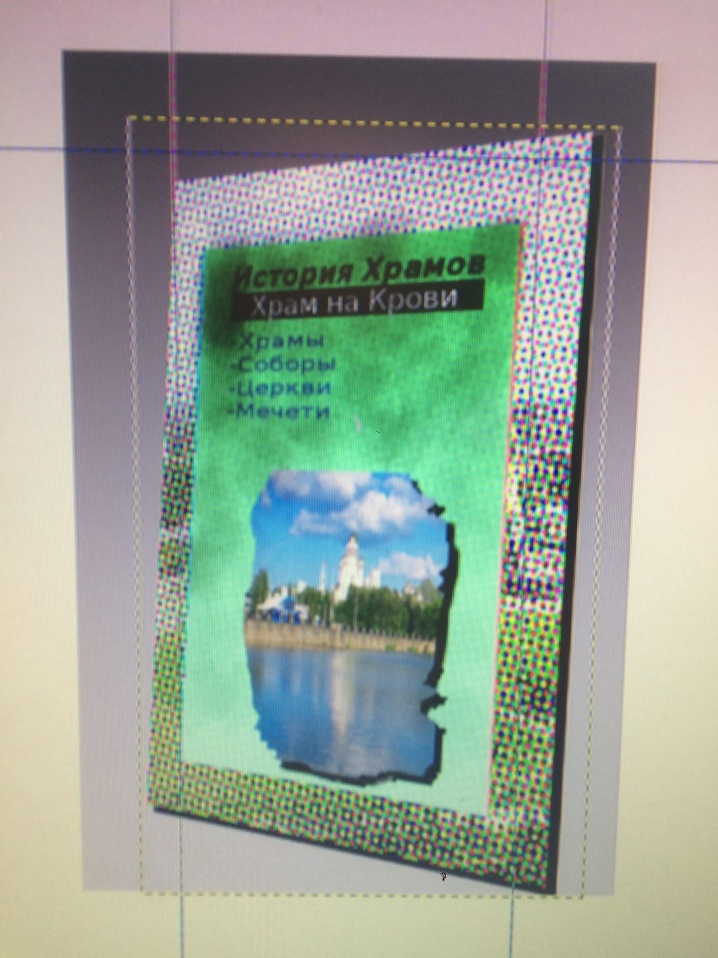 История Храмов
Храм на Крови
-Храмы
-Соборы
-Церкви
-Мечети